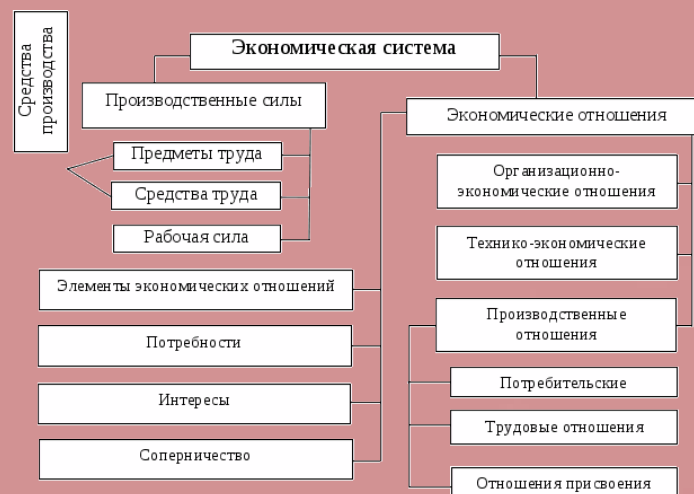 Средства
производства
Экономическая система
Производственные силы
Экономические отношения
Предметы труда
Средства труда
Рабочая сила
Организационно-
экономические отношения
Технико-экономические
отношения
Элементы экономических отношений
Производственные
отношения
Потребности
Потребительские
Интересы
Трудовые отношения
Соперничество
Отношения присвоения